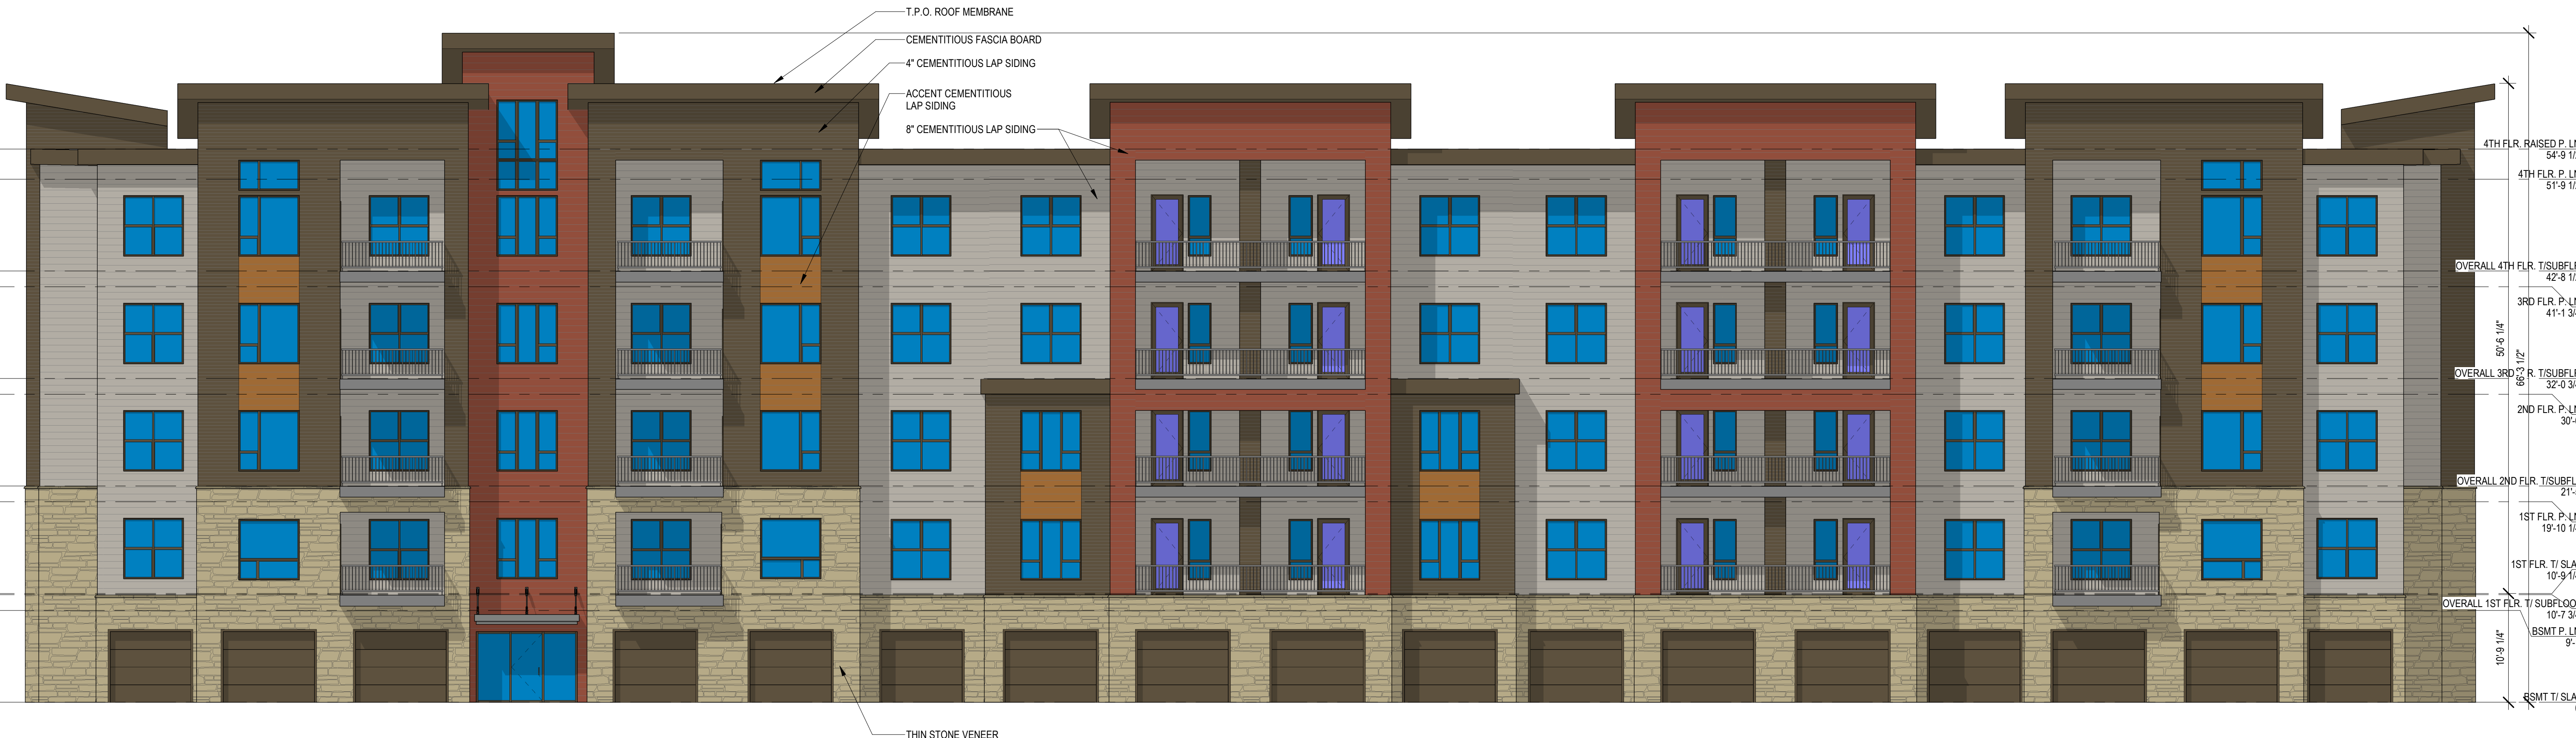 T.P.O. ROOF MEMBRANE
CEMENTITIOUS FASCIA BOARD
4" CEMENTITIOUS LAP SIDING
ACCENT CEMENTITIOUS
LAP SIDING
8" CEMENTITIOUS LAP SIDING
THIN STONE VENEER
4TH FLR. RAISED P. L
54'-9 1/
4TH FLR. P. L
51'-9 1/
OVERALL 4TH FLR. T/SUBFL
42'-8 1/
3RD FLR. P. L
41'-1 3/
50'-6 1/4"
66'-3 1/2"
OVERALL 3RD R. T/SUBFL
32'-0 3/
2ND FLR. P. L
30'-
OVERALL 2ND FLR. T/SUBFL
21'-
1ST FLR. P. L
19'-10 1/
1ST FLR. T/ SLA
10'-9 1/
OVERALL 1ST FLR. T/ SUBFLOO
10'-7 3/
BSMT P. L
9'-
10'-9 1/4"
BSMT T/ SLA